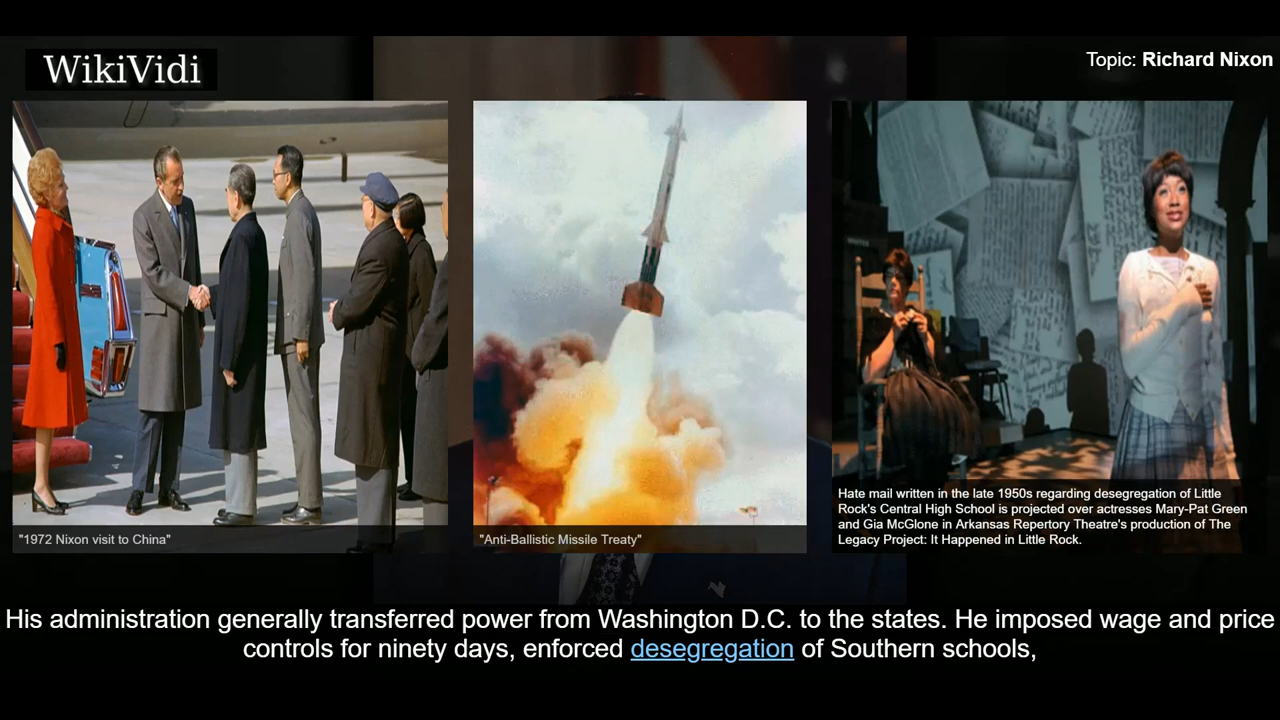 WikiVidi
Topic: Richard Nixon
"1972 Nixon visit to China"
"Anti-Ballistic Missile Treaty"
Hate mail written in the late 1950s regarding desegregation of Little
Rock's Central High School is projected over actresses Mary-Pat Green
and Gia McGlone in Arkansas Repertory Theatre's production of The
Legacy Project: It Happened in Little Rock.
His administration generally transferred power from Washington D.C. to the states. He imposed wage and price
controls for ninety days, enforced desegregation of Southern schools,